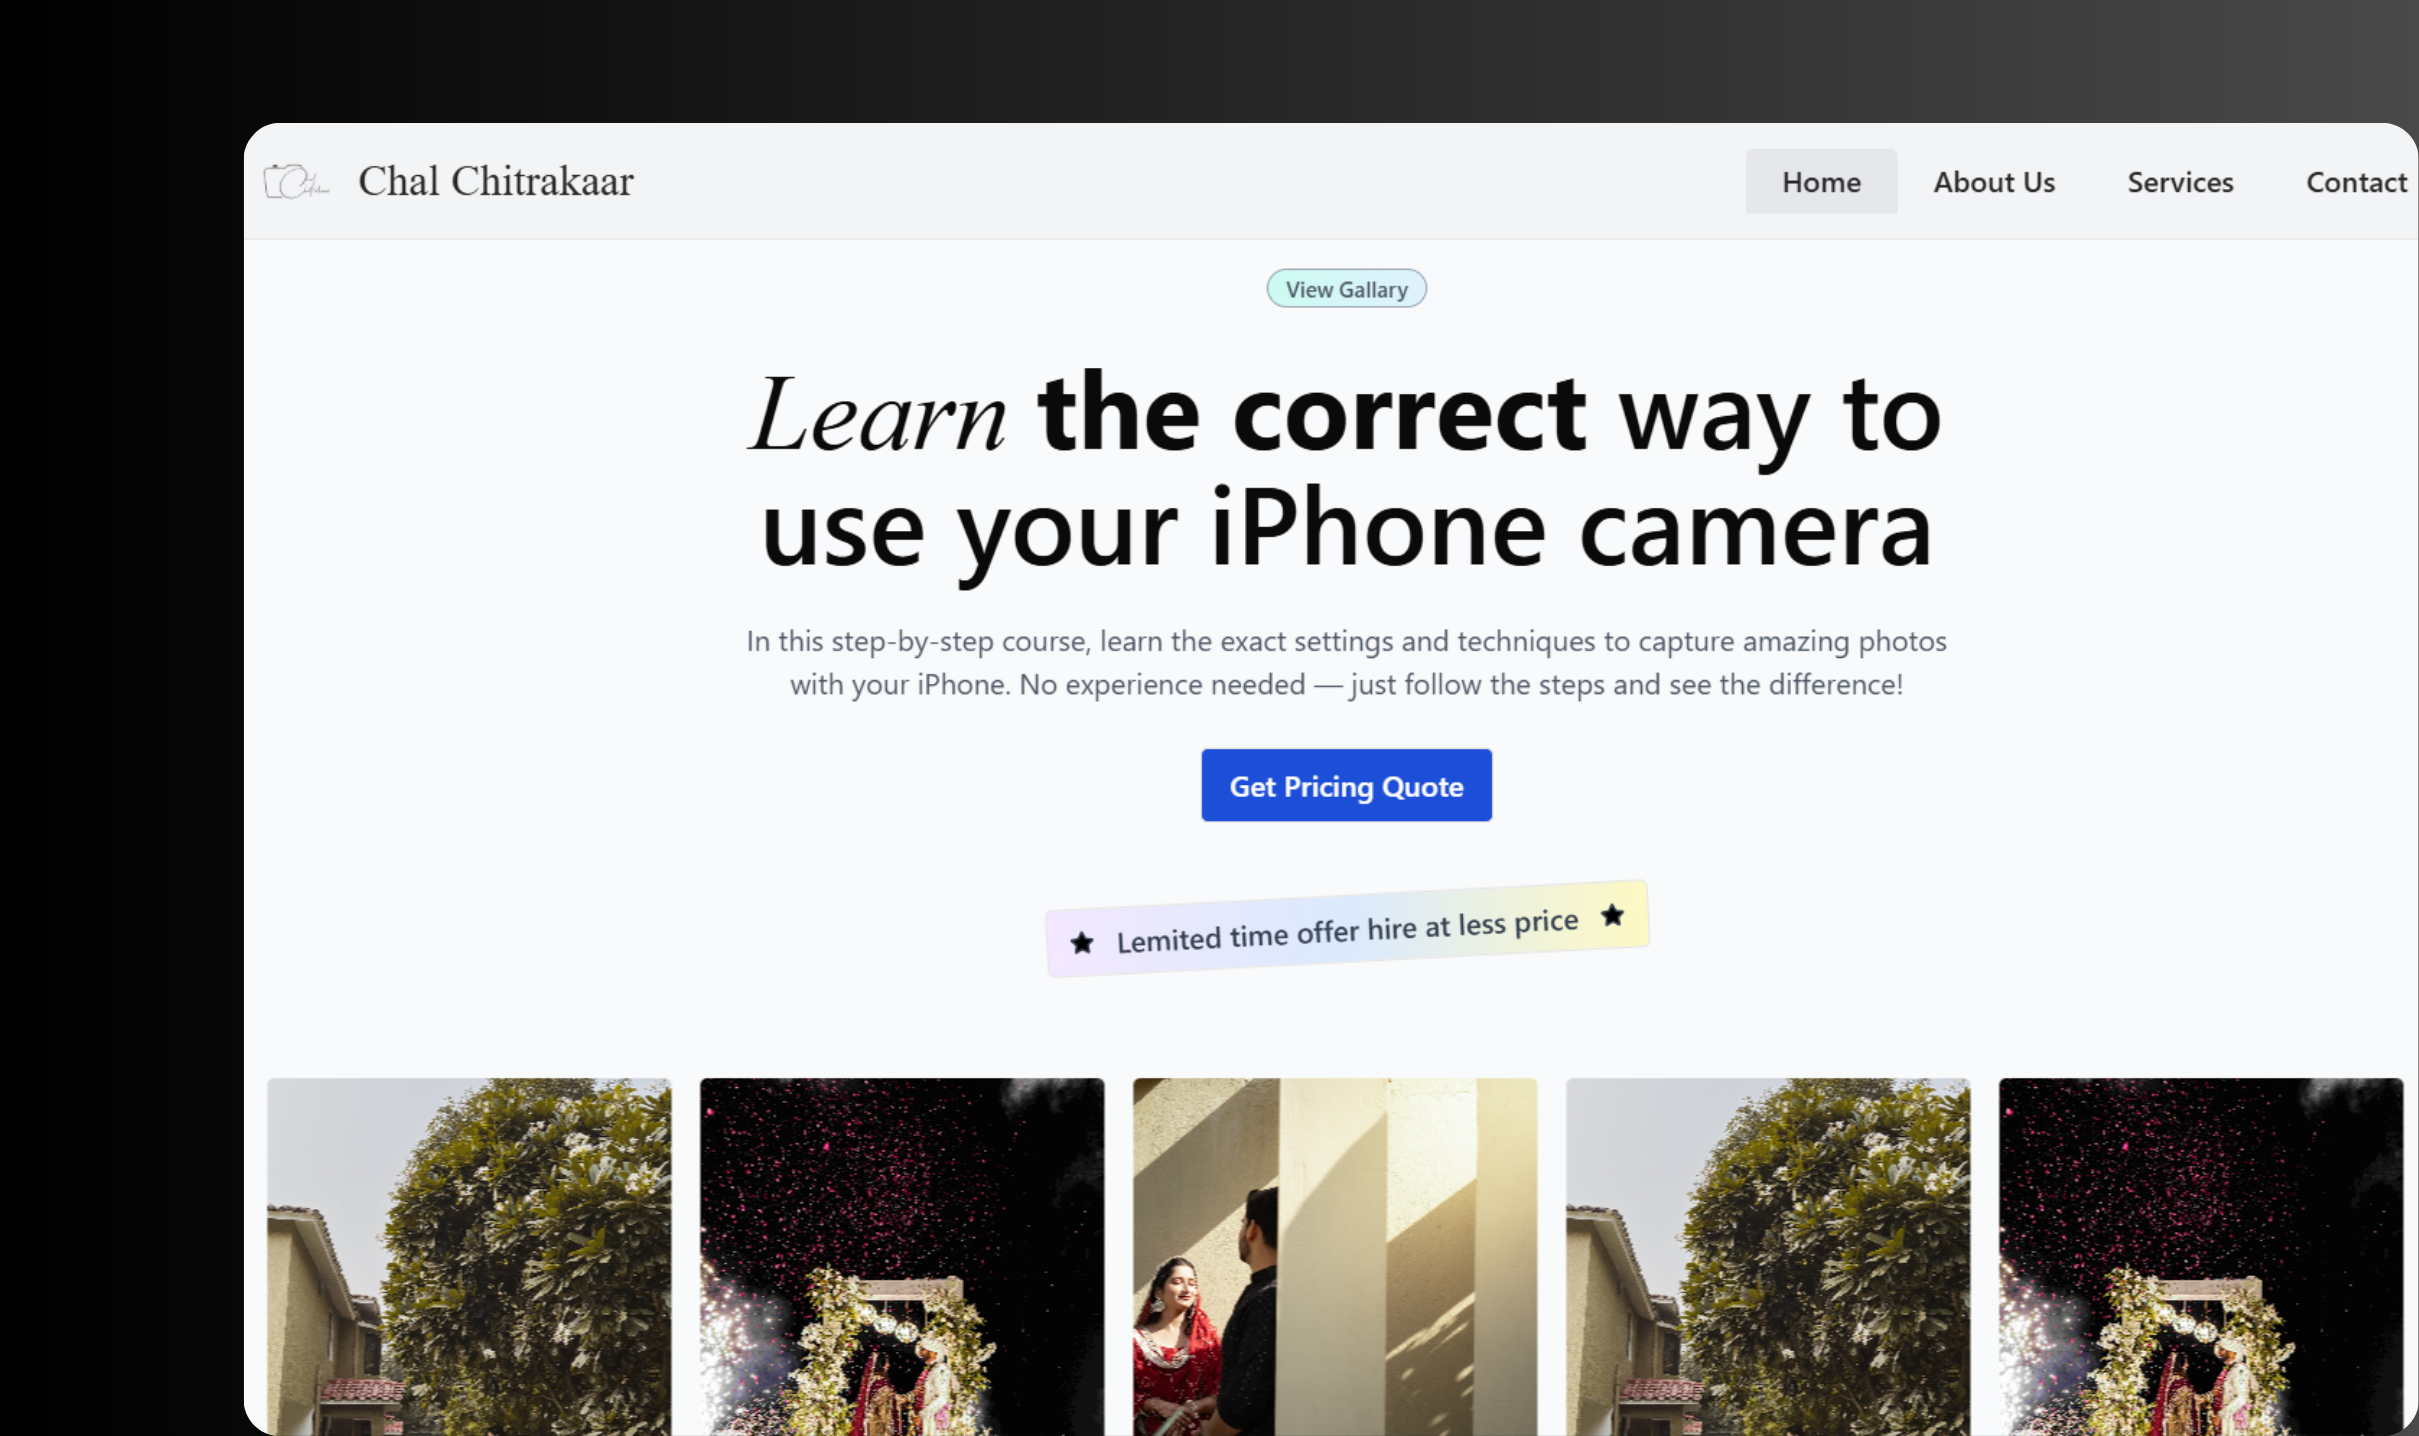 Chal Chitrakaar
Home About Us Services Contact
View Gallary
Learn the correct way to
use your iPhone camera
In this step-by-step course, learn the exact settings and techniques to capture amazing photos
with your iPhone. No experience needed — just follow the steps and see the difference!
Get Pricing Quote
Lemited time offer hire at less price